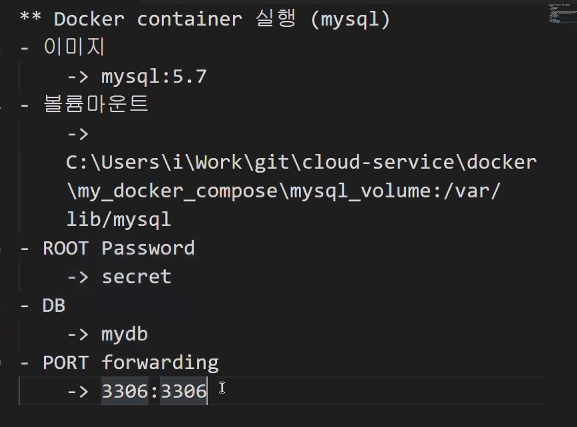 ** Docker container 실행 (mysql)
- 이미지
-> mysql:5.7
- 볼륨마운트
->
C:\Users\i\Work\git\cloud-service\docker
\my_docker_compose\mysql_volume:/var/
lib/mysql
- ROOT Password
-> secret
- DB
-> mydb
- PORT forwarding
-> 3306:3306